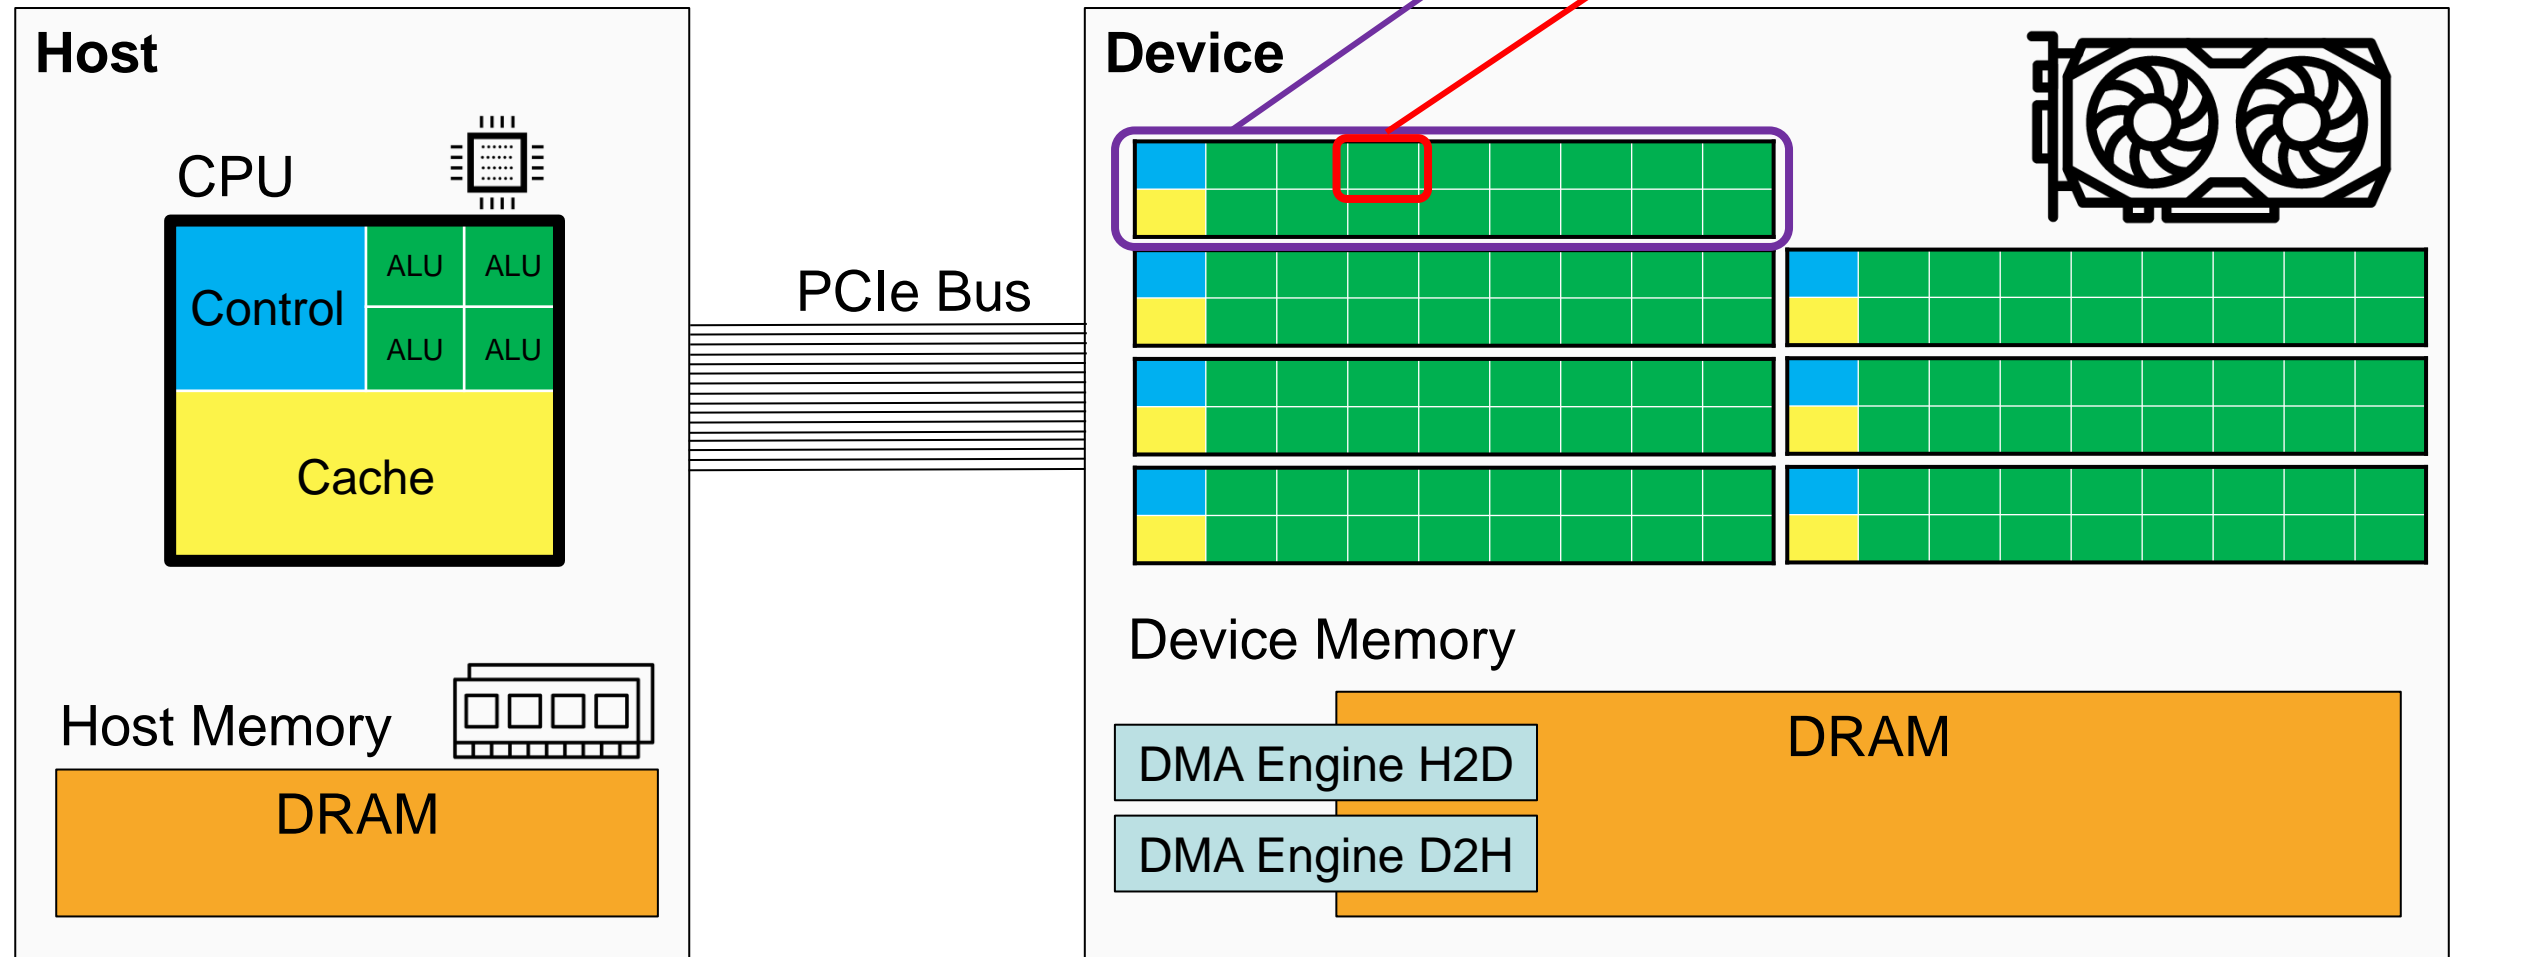 Host
CPU
Control
ALU ALU
ALU ALU
Cache
Host Memory
DRAM
PCIe Bus
Device
Device Memory
DRAM
DMA Engine H2D
DMA Engine D2H